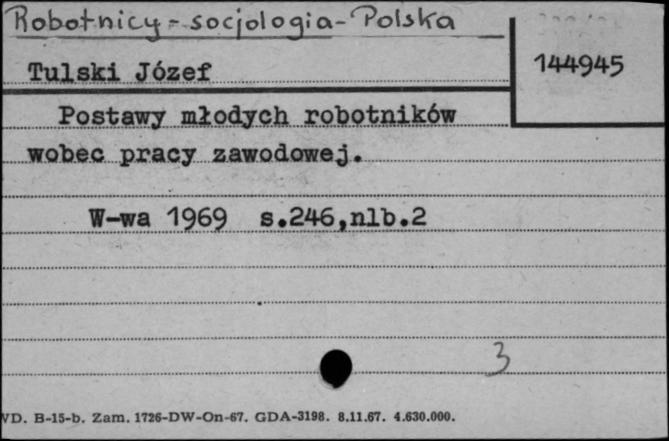 Robotnicy - socjologia - Polska
Tulski Józef
144945
Postawy młodych robotników
wobec pracy zawodowej.
W-wa 1969 s.246,nlb.2
3
WD. B-15-b. Zam. 1726-DW-On-67. GDA-3198. 8.11.67. 4.630.000.